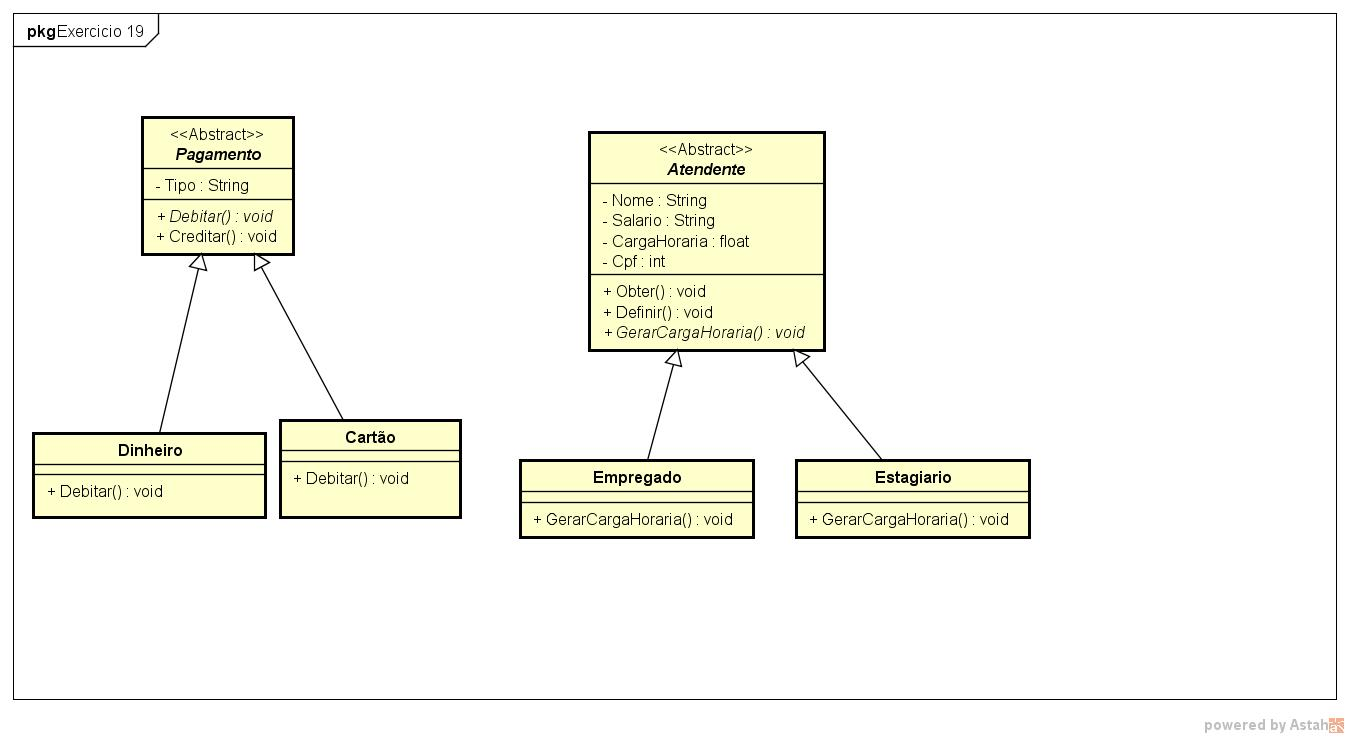 pkgExercicio 19
<<Abstract>>
Pagamento
- Tipo : String
+ Debitar() : void
+ Creditar() : void
<<Abstract>>
Atendente
- Nome : String
- Salario : String
- CargaHoraria : float
- Cpf : int
+ Obter() : void
+ Definir() : void
+ GerarCargaHoraria() : void
Dinheiro
+ Debitar() : void
Cartão
+ Debitar() : void
Empregado
+ GerarCargaHoraria() : void
Estagiario
+ GerarCargaHoraria() : void
powered by Astah